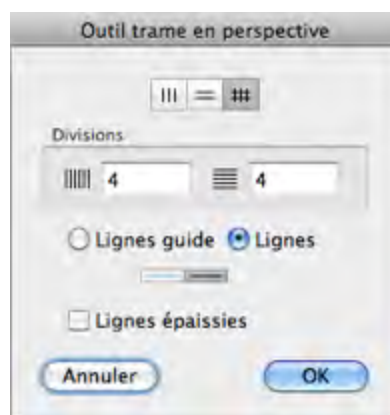 Outil trame en perspective
Divisions
4 4
Lignes guide Lignes
Lignes épaissies
Annuler OK